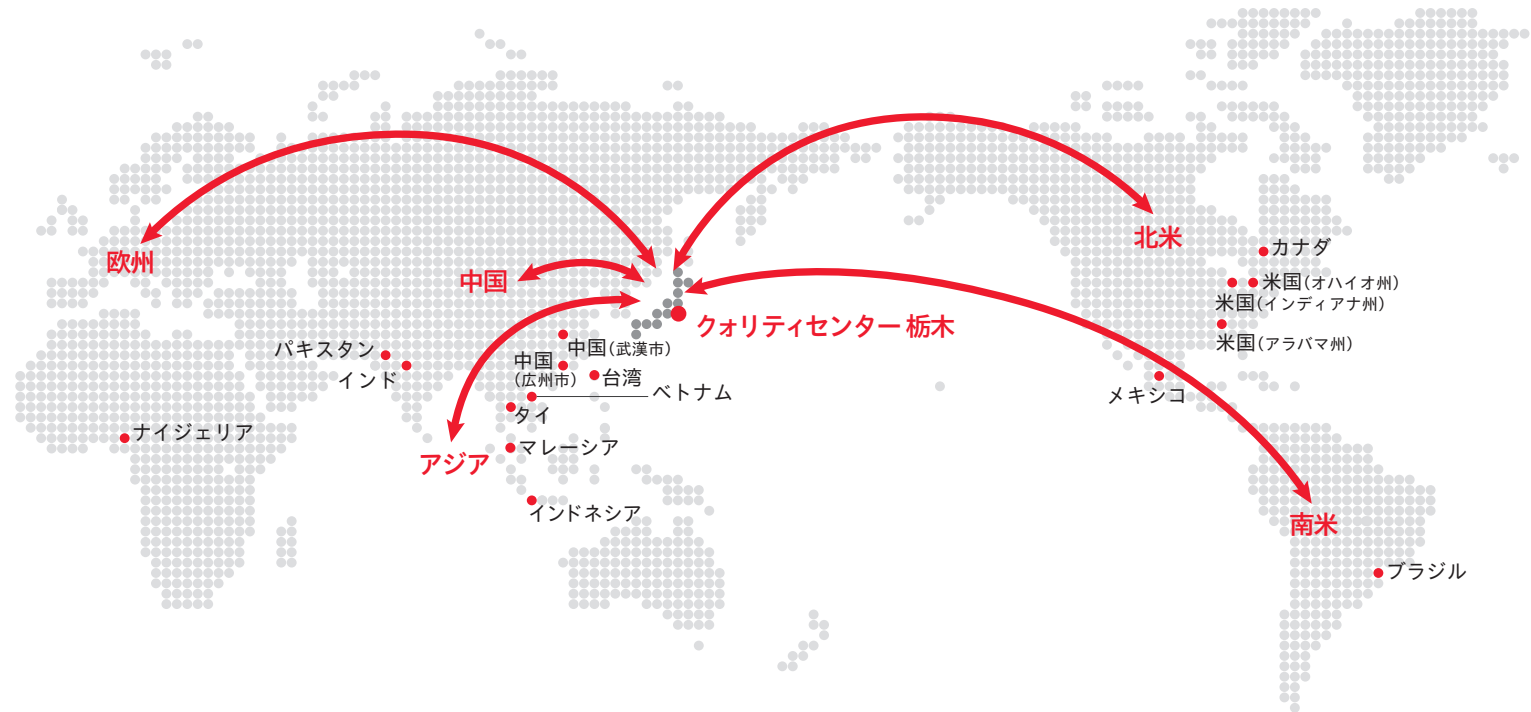 欧州
中国
北米
カナダ
米国(オハイオ州)
米国(インディアナ州)
米国(アラバマ州)
クォリティセンター 栃木
パキスタン
インド
中国(武漢市)
中国
(広州市)
台湾
ベトナム
タイ
メキシコ
ナイジェリア
マレーシア
アジア
インドネシア
南米
ブラジル